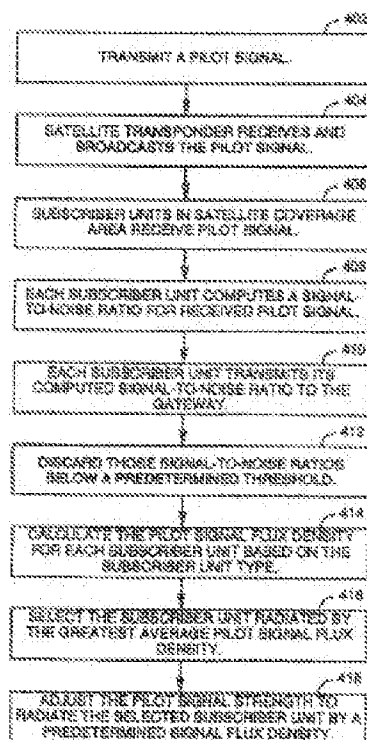 402
TRANSMIT A PILOT SIGNAL.
404
SATELLITE TRANSPONDER RECEIVES AND
BROADCASTS THE PILOT SIGNAL.
406
SUBSCRIBER UNITS IN SATELLITE COVERAGE
AREA RECEIVE PILOT SIGNAL.
408
EACH SUBSCRIBER UNIT COMPUTES A SIGNAL-
TO-NOISE RATIO FOR RECEIVED PILOT SIGNAL.
410
EACH SUBSCRIBER UNIT TRANSMITS ITS
COMPUTED SIGNAL-TO-NOISE RATIO TO THE
GATEWAY.
412
DISCARD THOSE SIGNAL-TO-NOISE RATIOS
BELOW A PREDETERMINED THRESHOLD.
414
CALCULATE THE PILOT SIGNAL FLUX DENSITY
FOR EACH SUBSCRIBER UNIT BASED ON THE
SUBSCRIBER UNIT TYPE.
416
SELECT THE SUBSCRIBER UNIT RADIATED BY
THE GREATEST AVERAGE PILOT SIGNAL FLUX
DENSITY.
418
ADJUST THE PILOT SIGNAL STRENGTH TO
RADIATE THE SELECTED SUBSCRIBER UNIT BY A
PREDETERMINED SIGNAL FLUX DENSITY.